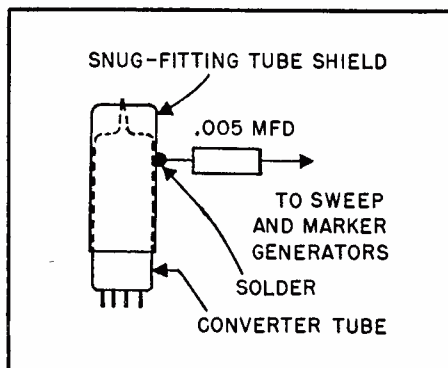 SNUG-FITTING TUBE SHIELD
.005 MFD
TO SWEEP
AND MARKER
GENERATORS
SOLDER
CONVERTER TUBE